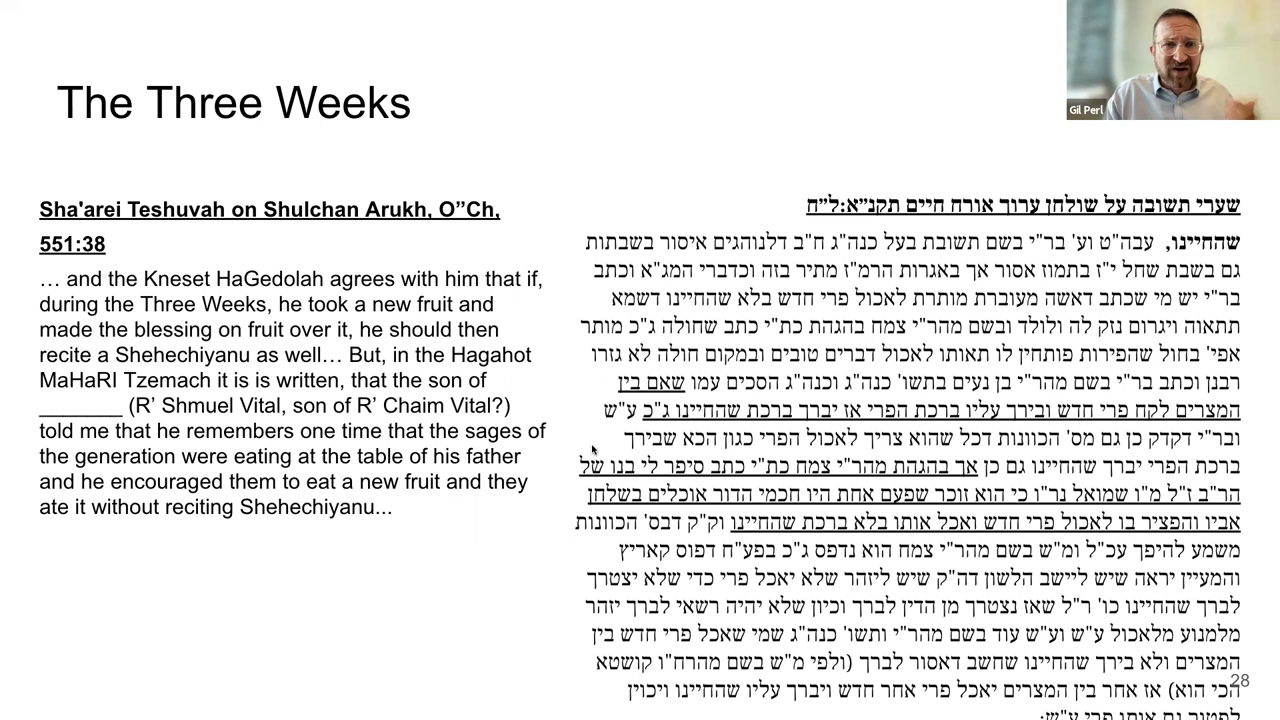 The Three Weeks
Gil Perl
Sha'arei Teshuvah on Shulchan Arukh, O”Ch,
551:38
… and the Kneset HaGedolah agrees with him that if,
during the Three Weeks, he took a new fruit and
made the blessing on fruit over it, he should then
recite a Shehechiyanu as well… But, in the Hagahot
MaHaRI Tzemach it is is written, that the son of
_______ (R’ Shmuel Vital, son of R’ Chaim Vital?)
told me that he remembers one time that the sages of
the generation were eating at the table of his father
and he encouraged them to eat a new fruit and they
ate it without reciting Shehechiyanu...
שערי תשובה על שולחן ערוך אורח חיים תקנ״א:ל״ח
שהחיינו, עבה"ט ועי' בר"י בשם תשובת בעל כנה"ג ח"ב דלנוהגים איסור בשבתות
גם בשבת שחל י"ז בתמוז אסור אך באגרות הרמ"ז מתיר בזה וכדברי המג"א וכתב
בר"י יש מי שכתב דאשה מעוברת מותרת לאכול פרי חדש בלא שהחיינו דשמא
תתאוה ויגרום נזק לה ולולד ובשם מהר"י צמח בהגהת כת"י כתב שחולה ג"כ מותר
אפי' בחול שהפירות פותחין לו תאותו לאכול דברים טובים ובמקום חולה לא גזרו
רבנן וכתב בר"י בשם מהר"י בן נעים בתשו' כנה"ג וכנה"ג הסכים עמו שאם בין
המצרים לקח פרי חדש ובירך עליו ברכת הפרי אז יברך ברכת שהחיינו ג"כ ע"ש
ובר"י דקדק כן גם מס' הכוונות דכל שהוא צריך לאכול הפרי כגון הכא שבירך
ברכת הפרי יברך שהחיינו גם כן אך בהגהת מהר"י צמח כת"י כתב סיפר לי בנו של
הר"ב ז"ל מ"ו שמואל נר"ו כי הוא זוכר שפעם אחת היו חכמי הדור אוכלים בשלחן
אביו והפציר בו לאכול פרי חדש ואכל אותו בלא ברכת שהחיינו וק"ק דבס' הכוונות
משמע להיפך עכ"ל ומ"ש בשם מהר"י צמח הוא נדפס ג"כ בפע"ח דפוס קאריץ
והמעיין יראה שיש ליישב הלשון דה"ק שיש ליזהר שלא יאכל פרי כדי שלא יצטרך
לברך שהחיינו כו' ר"ל שאז נצטרך מן הדין לברך וכיון שלא יהיה רשאי לברך יזהר
מלמנוע מלאכול ע"ש וע"ש עוד בשם מהר"י ותשו' כנה"ג שמי שאכל פרי חדש בין
המצרים ולא בירך שהחיינו שחשב דאסור לברך (ולפי מ"ש בשם מהרח"ו קושטא
הכי הוא) אז אחר בין המצרים יאכל פרי אחר חדש ויברך עליו שהחיינו ויכוין
לפטור גם אותו פרי ע"ש:
28